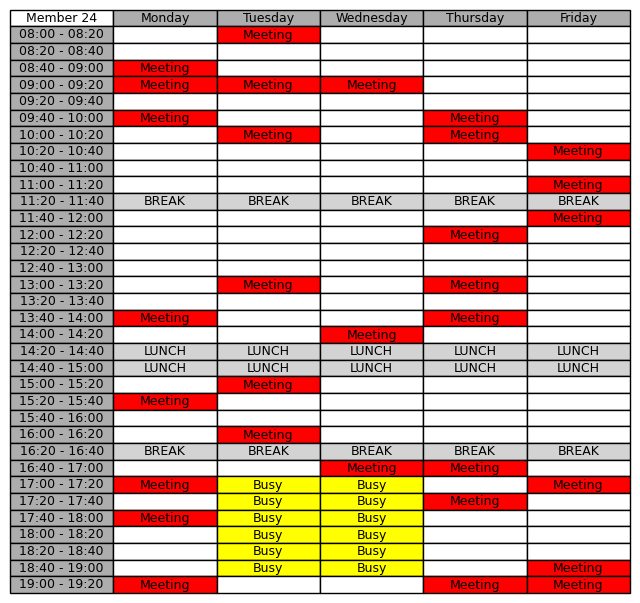 Member 24 Monday Tuesday Wednesday Thursday Friday
08:00 - 08:20 Meeting
08:20 - 08:40
08:40 - 09:00 Meeting
09:00 - 09:20 Meeting Meeting Meeting
09:20 - 09:40
09:40 - 10:00 Meeting Meeting
10:00 - 10:20 Meeting Meeting
10:20 - 10:40 Meeting
10:40 - 11:00
11:00 - 11:20 Meeting
11:20 - 11:40 BREAK BREAK BREAK BREAK BREAK
11:40 - 12:00 Meeting
12:00 - 12:20 Meeting
12:20 - 12:40
12:40 - 13:00
13:00 - 13:20 Meeting Meeting
13:20 - 13:40
13:40 - 14:00 Meeting Meeting
14:00 - 14:20 Meeting
14:20 - 14:40 LUNCH LUNCH LUNCH LUNCH LUNCH
14:40 - 15:00 LUNCH LUNCH LUNCH LUNCH LUNCH
15:00 - 15:20 Meeting
15:20 - 15:40 Meeting
15:40 - 16:00
16:00 - 16:20 Meeting
16:20 - 16:40 BREAK BREAK BREAK BREAK BREAK
16:40 - 17:00 Meeting Meeting
17:00 - 17:20 Meeting Busy Busy Meeting
17:20 - 17:40 Busy Busy Meeting
17:40 - 18:00 Meeting Busy Busy
18:00 - 18:20 Busy Busy
18:20 - 18:40 Busy Busy
18:40 - 19:00 Busy Busy Meeting
19:00 - 19:20 Meeting Meeting Meeting